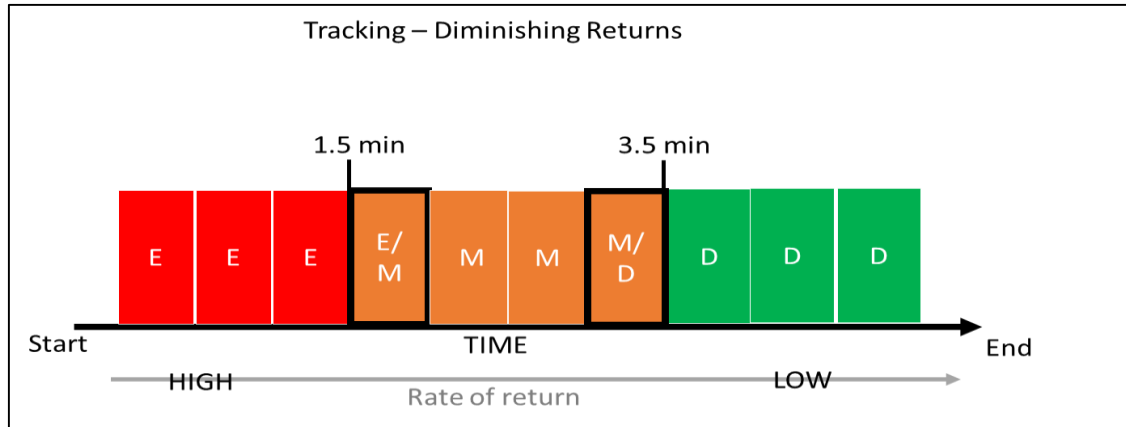 Tracking – Diminishing Returns
1.5 min
3.5 min
E
E
E
E/
M
M
M
M/
D
D
D
D
Start
TIME
End
HIGH
LOW
Rate of return